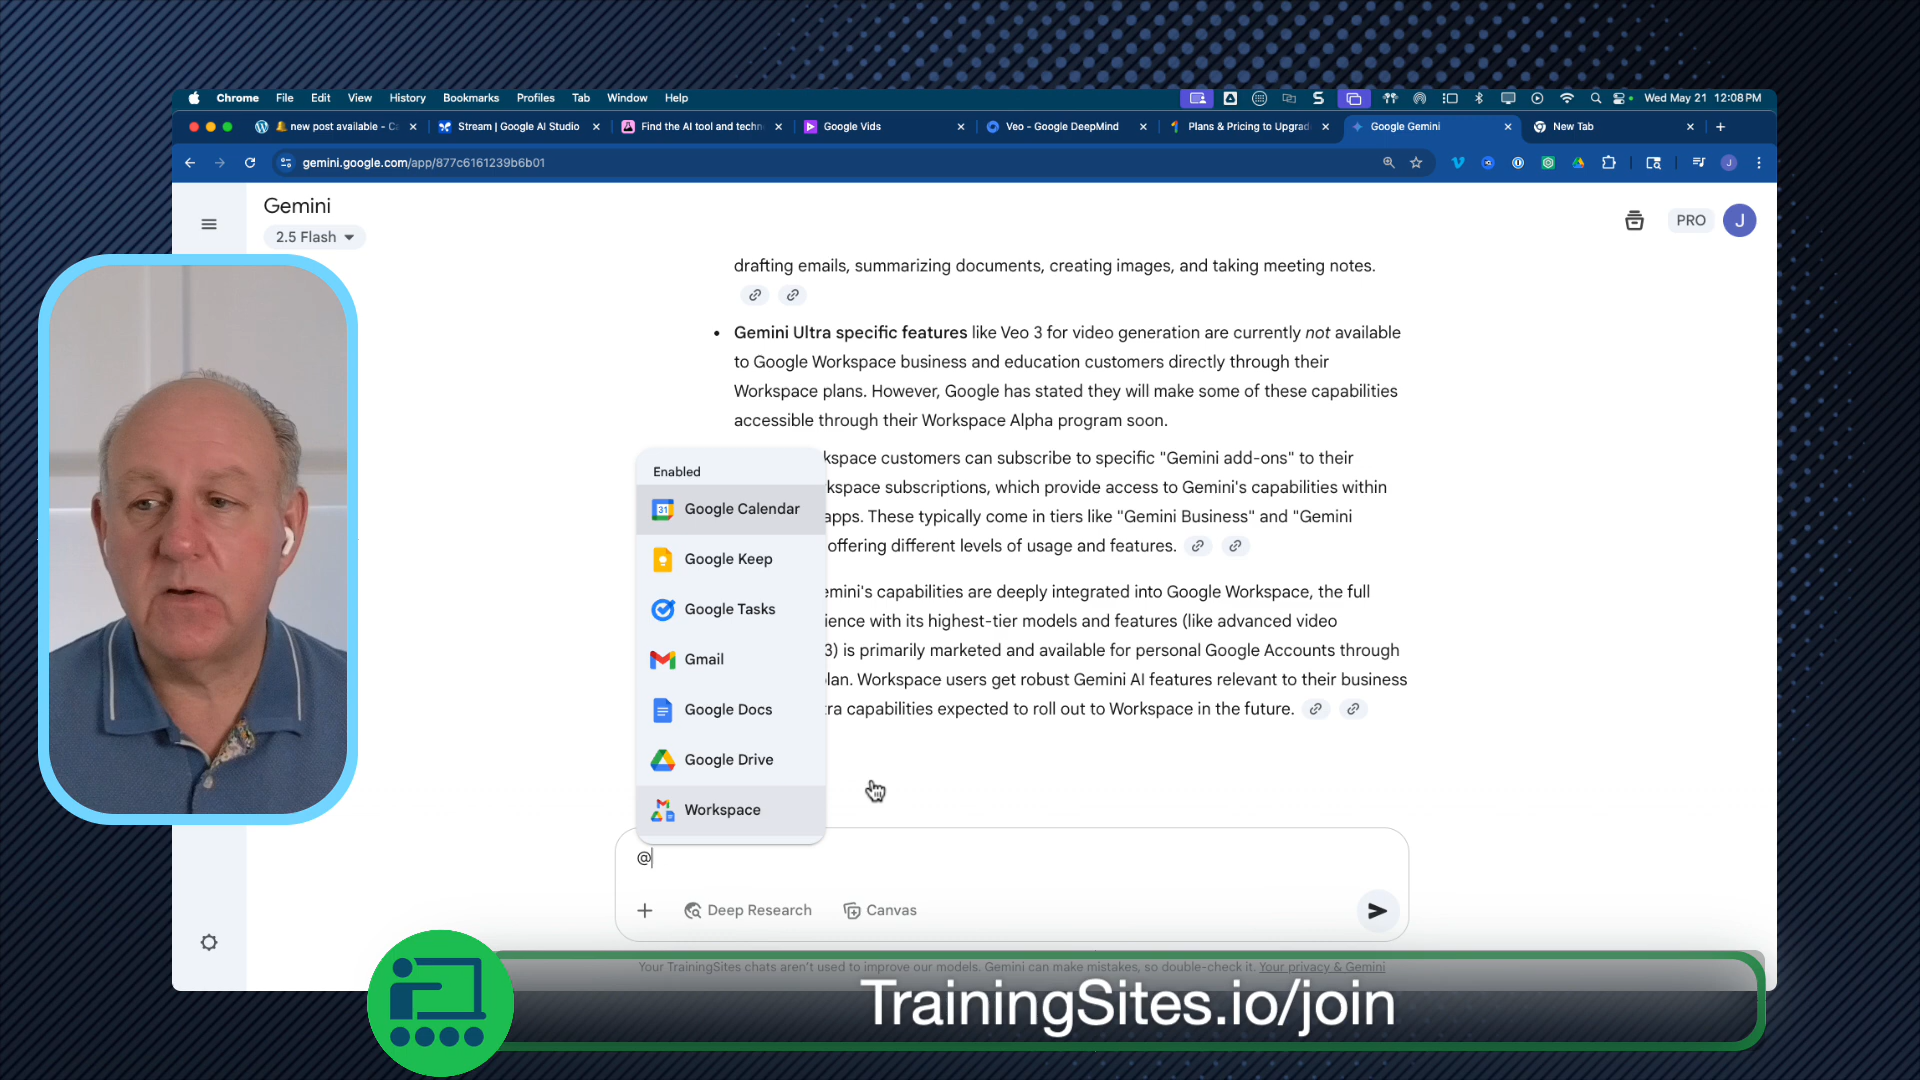 Chrome File Edit View History Bookmarks Profiles Tab Window Help Wed May 21 12:08 PM
new post available - C
Stream | Google AI Studio
Find the AI tool and techn
Google Vids
Veo - Google DeepMind
Plans & Pricing to Upgrad
Google Gemini
New Tab
gemini.google.com/app/877c6161239b6b01
Gemini
2.5 Flash
PRO
J
drafting emails, summarizing documents, creating images, and taking meeting notes.
• Gemini Ultra specific features like Veo 3 for video generation are currently not available
to Google Workspace business and education customers directly through their
Workspace plans. However, Google has stated they will make some of these capabilities
accessible through their Workspace Alpha program soon.
kspace customers can subscribe to specific "Gemini add-ons" to their
kspace subscriptions, which provide access to Gemini's capabilities within
apps. These typically come in tiers like "Gemini Business" and "Gemini
offering different levels of usage and features.
emini's capabilities are deeply integrated into Google Workspace, the full
ience with its highest-tier models and features (like advanced video
3) is primarily marketed and available for personal Google Accounts through
lan. Workspace users get robust Gemini AI features relevant to their business
ra capabilities expected to roll out to Workspace in the future.
Enabled
31
Google Calendar
Google Keep
Google Tasks
Gmail
Google Docs
Google Drive
Workspace
@
Deep Research
Canvas
Your TrainingSites chats aren't used to improve our models. Gemini can make mistakes, so double-check it. Your privacy & Gemini
TrainingSites.io/join